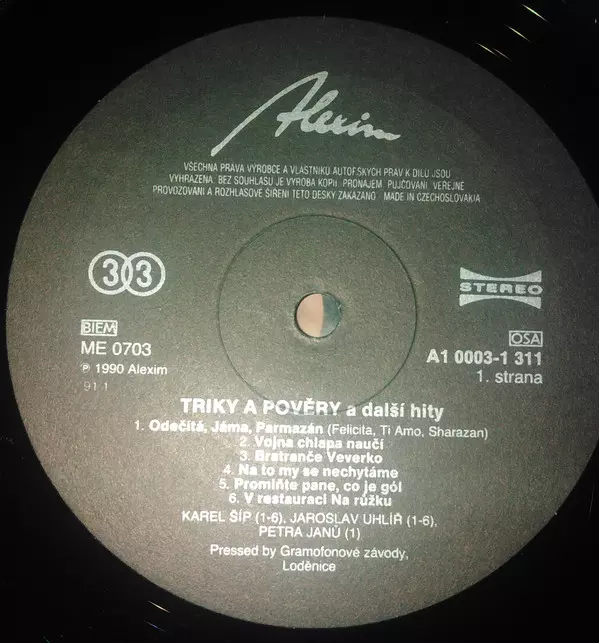 Alexim
VŠECHNA PRÁVA VÝROBCE A VLASTNÍKŮ AUTORSKÝCH PRÁV K DÍLU JSOU
VYHRAZENA. BEZ SOUHLASU JE VÝROBA KOPIÍ, PRONÁJEM, PŮJČOVÁNÍ, VEŘEJNÉ
PROVOZOVÁNÍ A ROZHLASOVÉ ŠÍŘENÍ TÉTO DESKY ZAKÁZÁNO. MADE IN CZECHOSLOVAKIA
33
STEREO
BIEM
ME 0703
℗ 1990 Alexim
91 1
OSA
A1 0003-1 311
1. strana
TRIKY A POVĚRY a další hity
1. Odečítá, Jéma, Parmazán (Felicita, Ti Amo, Sharazan)
2. Vojna chlapa naučí
3. Bratranče Veverko
4. Na to my se nechytáme
5. Promiňte pane, co je gól
6. V restauraci Na růžku
KAREL ŠÍP (1-6), JAROSLAV UHLÍŘ (1-6),
PETRA JANŮ (1)
Pressed by Gramofonové závody,
Loděnice